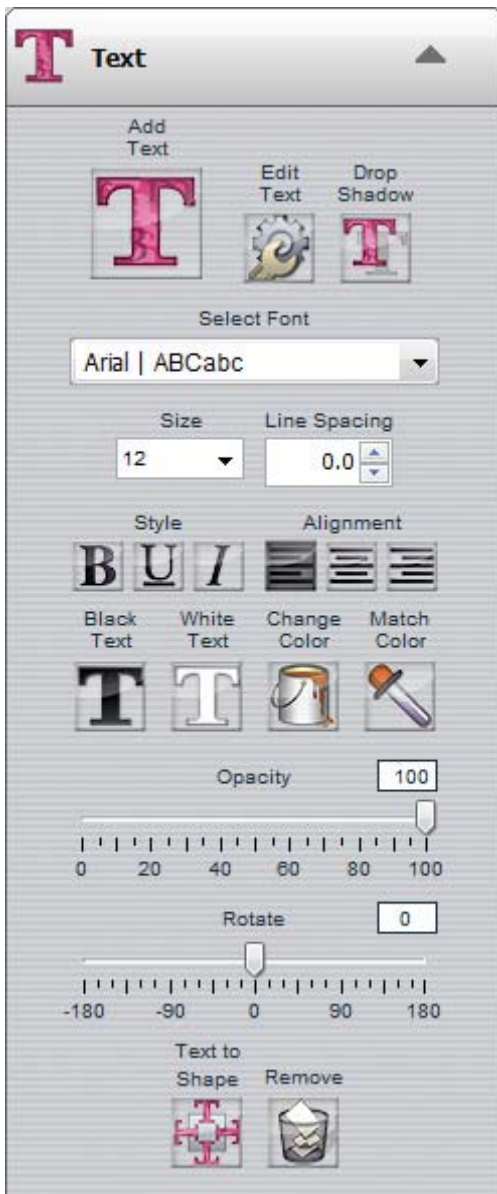 Text
Add
Text
Edit
Text
Drop
Shadow
Select Font
Arial | ABCabc
Size
Line Spacing
12
0.0
Style
Alignment
B U I
Black
Text
White
Text
Change
Color
Match
Color
Opacity
100
0 20 40 60 80 100
Rotate
0
-180 -90 0 90 180
Text to
Shape
Remove